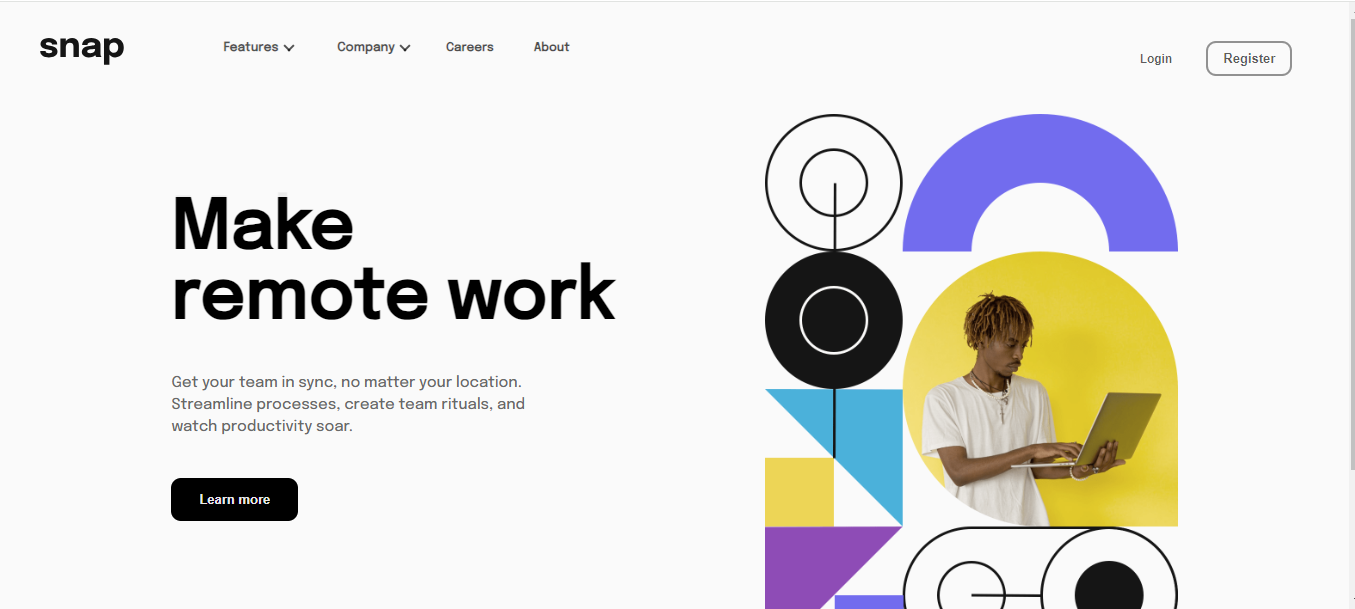 snap
Features
Company
Careers
About
Login
Register
Make
remote work
Get your team in sync, no matter your location.
Streamline processes, create team rituals, and
watch productivity soar.
Learn more